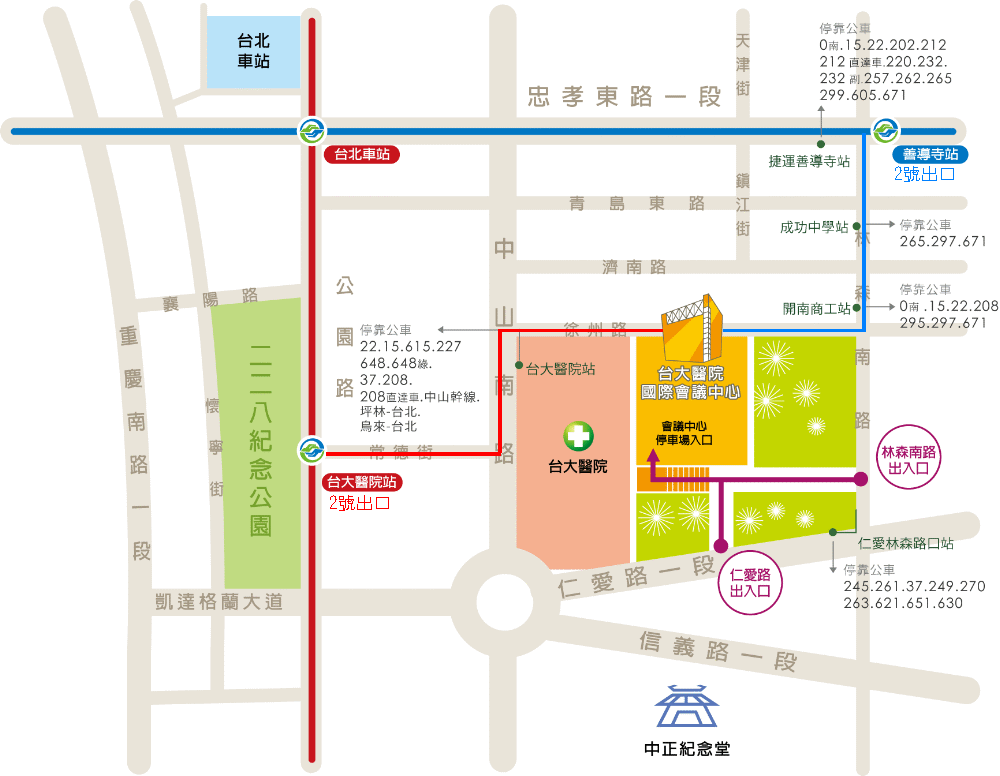 台北
車站
天津街
停靠公車
0南.15.22.202.212
212 直達車.220.232.
232 副.257.262.265
299.605.671
忠孝東路一段
台北車站
善導寺站
2號出口
捷運善導寺站
鎮江街
青島東路
成功中學站
停靠公車
265.297.671
林森南路
中山南路
濟南路
公園路
襄陽路
停靠公車
0南 .15.22.208
295.297.671
開南商工站
徐州路
重慶南路一段
停靠公車
22.15.615.227
648.648綠.
37.208.
208直達車.中山幹線.
坪林-台北.
烏來-台北
台大醫院站
台大醫院
國際會議中心
二二八紀念公園
懷寧街
會議中心
停車場入口
台大醫院
常德街
林森南路
出入口
台大醫院站
2號出口
仁愛林森路口站
仁愛路一段
仁愛路
出入口
停靠公車
245.261.37.249.270
263.621.651.630
凱達格蘭大道
信義路一段
中正紀念堂